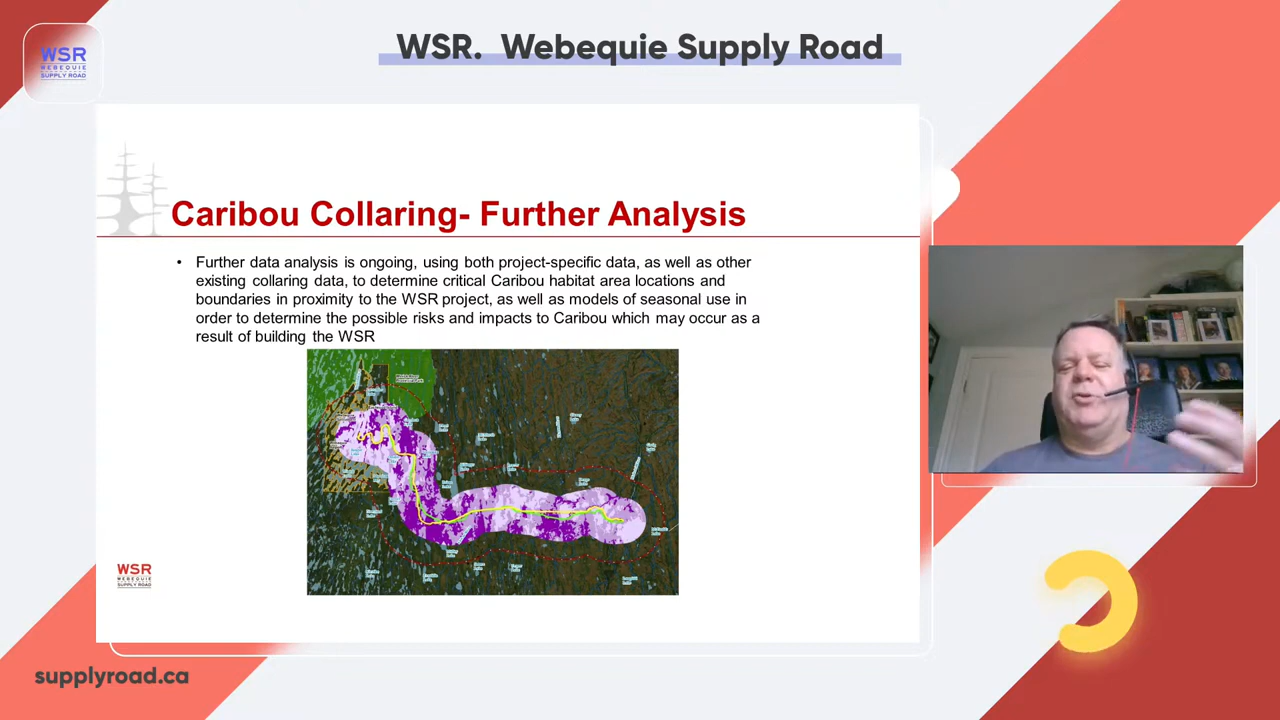 WSR
WEBEQUIE
SUPPLY ROAD
WSR. Webequie Supply Road
Caribou Collaring- Further Analysis
• Further data analysis is ongoing, using both project-specific data, as well as other
existing collaring data, to determine critical Caribou habitat area locations and
boundaries in proximity to the WSR project, as well as models of seasonal use in
order to determine the possible risks and impacts to Caribou which may occur as a
result of building the WSR
WSR
WEBEQUIE
SUPPLY ROAD
supplyroad.ca